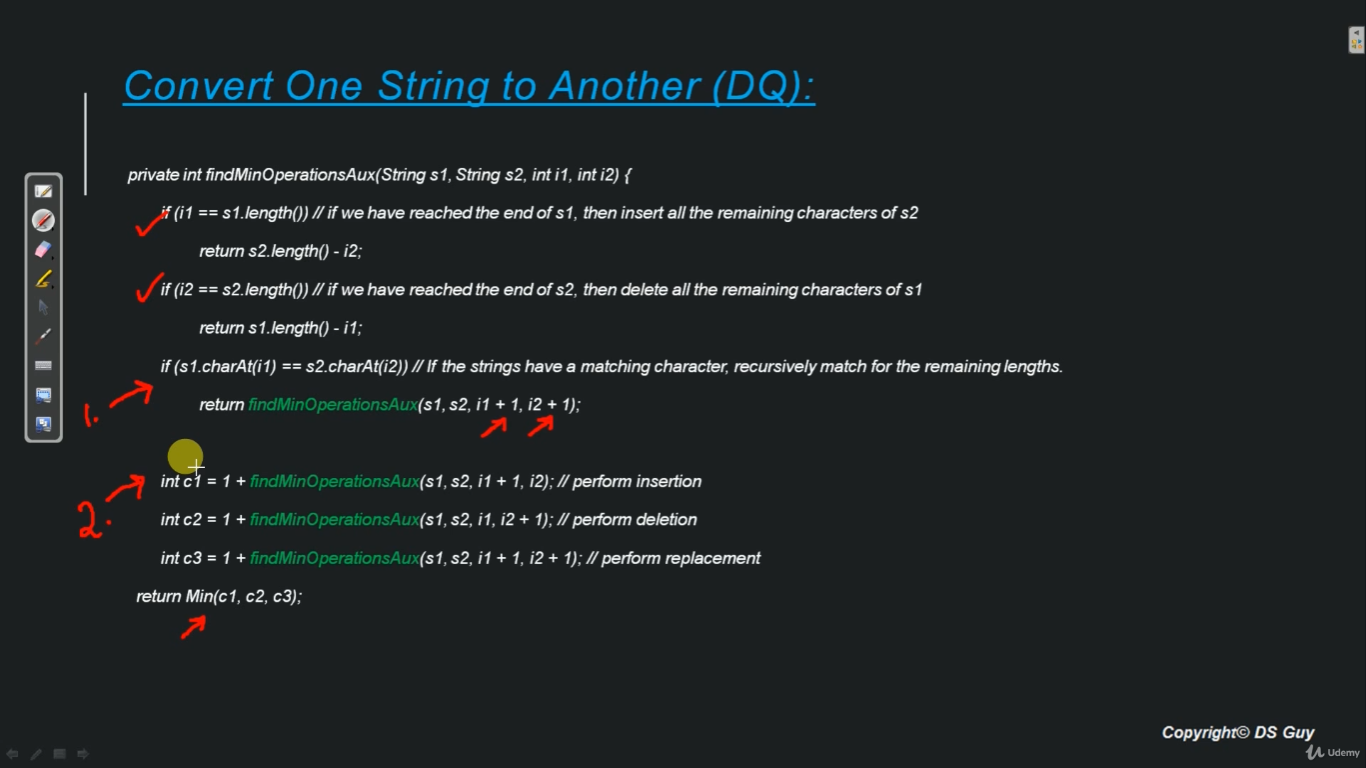 Convert One String to Another (DQ):
private int findMinOperationsAux(String s1, String s2, int i1, int i2) {
if (i1 == s1.length()) // if we have reached the end of s1, then insert all the remaining characters of s2
return s2.length() - i2;
if (i2 == s2.length()) // if we have reached the end of s2, then delete all the remaining characters of s1
return s1.length() - i1;
if (s1.charAt(i1) == s2.charAt(i2)) // If the strings have a matching character, recursively match for the remaining lengths.
1.
return findMinOperationsAux(s1, s2, i1 + 1, i2 + 1);
int c1 = 1 + findMinOperationsAux(s1, s2, i1 + 1, i2); // perform insertion
2.
int c2 = 1 + findMinOperationsAux(s1, s2, i1, i2 + 1); // perform deletion
int c3 = 1 + findMinOperationsAux(s1, s2, i1 + 1, i2 + 1); // perform replacement
return Min(c1, c2, c3);
Copyright© DS Guy
Udemy